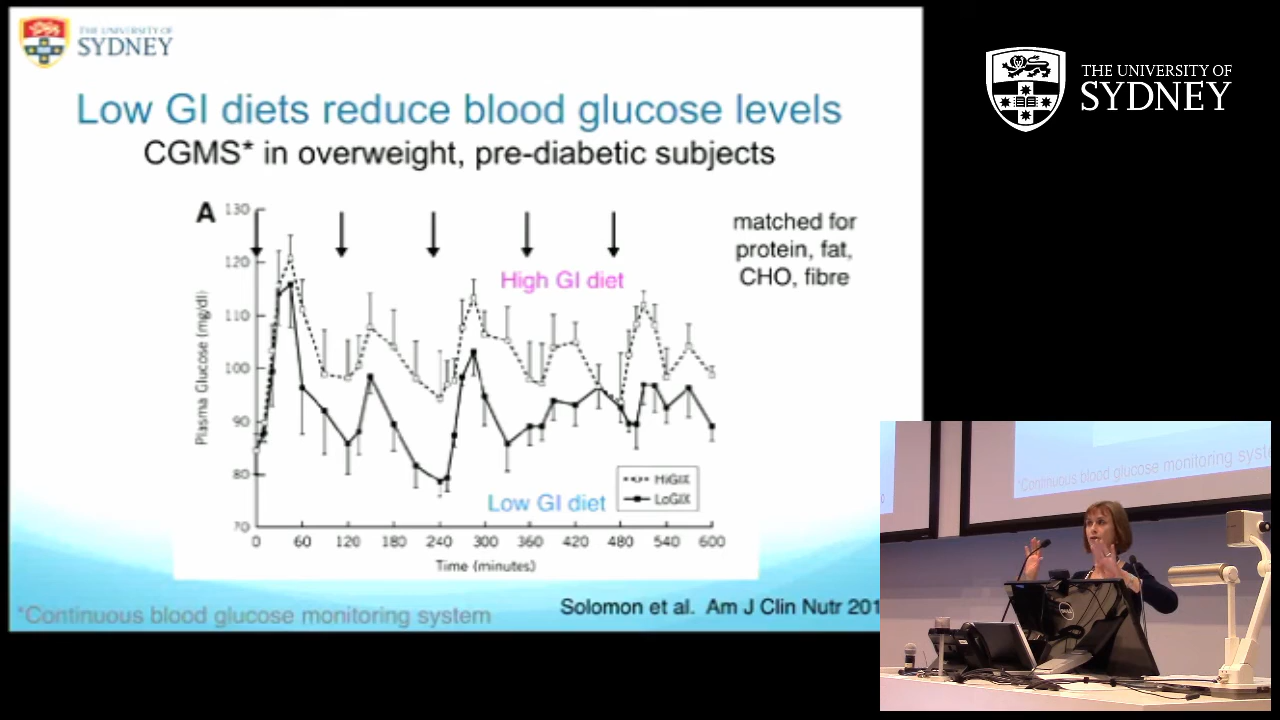 THE UNIVERSITY OF
SYDNEY
Low GI diets reduce blood glucose levels
CGMS* in overweight, pre-diabetic subjects
A
130
120
110
100
90
80
70
Plasma Glucose (mg/dl)
High GI diet
Low GI diet
HiGIX
LoGIX
0 60 120 180 240 300 360 420 480 540 600
Time (minutes)
matched for
protein, fat,
CHO, fibre
*Continuous blood glucose monitoring system
Solomon et al. Am J Clin Nutr 201
THE UNIVERSITY OF
SYDNEY
*Continuous blood glucose monitoring syst
DELL